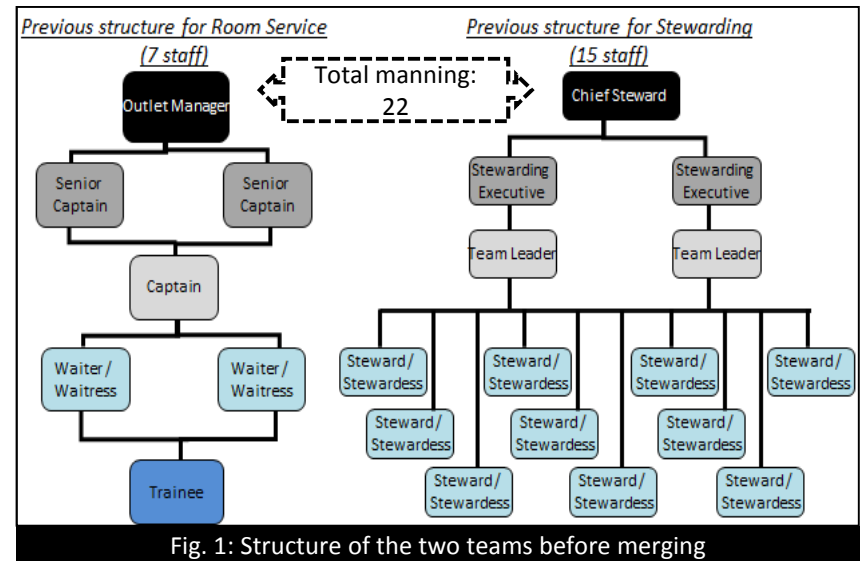 Previous structure for Room Service
(7 staff)
Previous structure for Stewarding
(15 staff)
Total manning:
22
Outlet Manager
Chief Steward
Senior
Captain
Senior
Captain
Stewarding
Executive
Stewarding
Executive
Captain
Team Leader
Team Leader
Waiter/
Waitress
Waiter/
Waitress
Trainee
Steward/
Stewardess
Steward/
Stewardess
Steward/
Stewardess
Steward/
Stewardess
Steward/
Stewardess
Steward/
Stewardess
Steward/
Stewardess
Steward/
Stewardess
Steward/
Stewardess
Steward/
Stewardess
Fig. 1: Structure of the two teams before merging